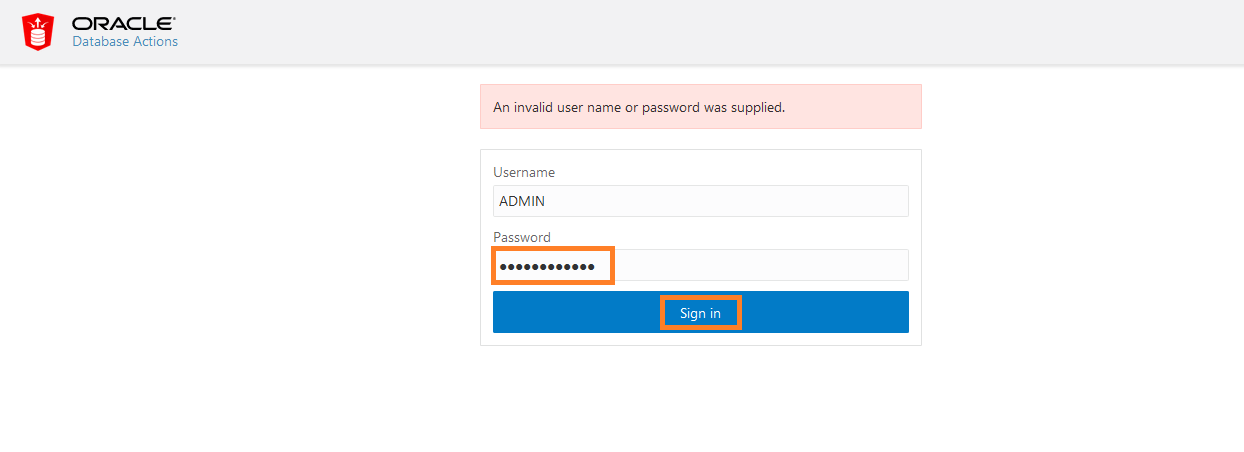 ORACLE
Database Actions
An invalid user name or password was supplied.
Username
ADMIN
Password
••••••••••••
Sign in